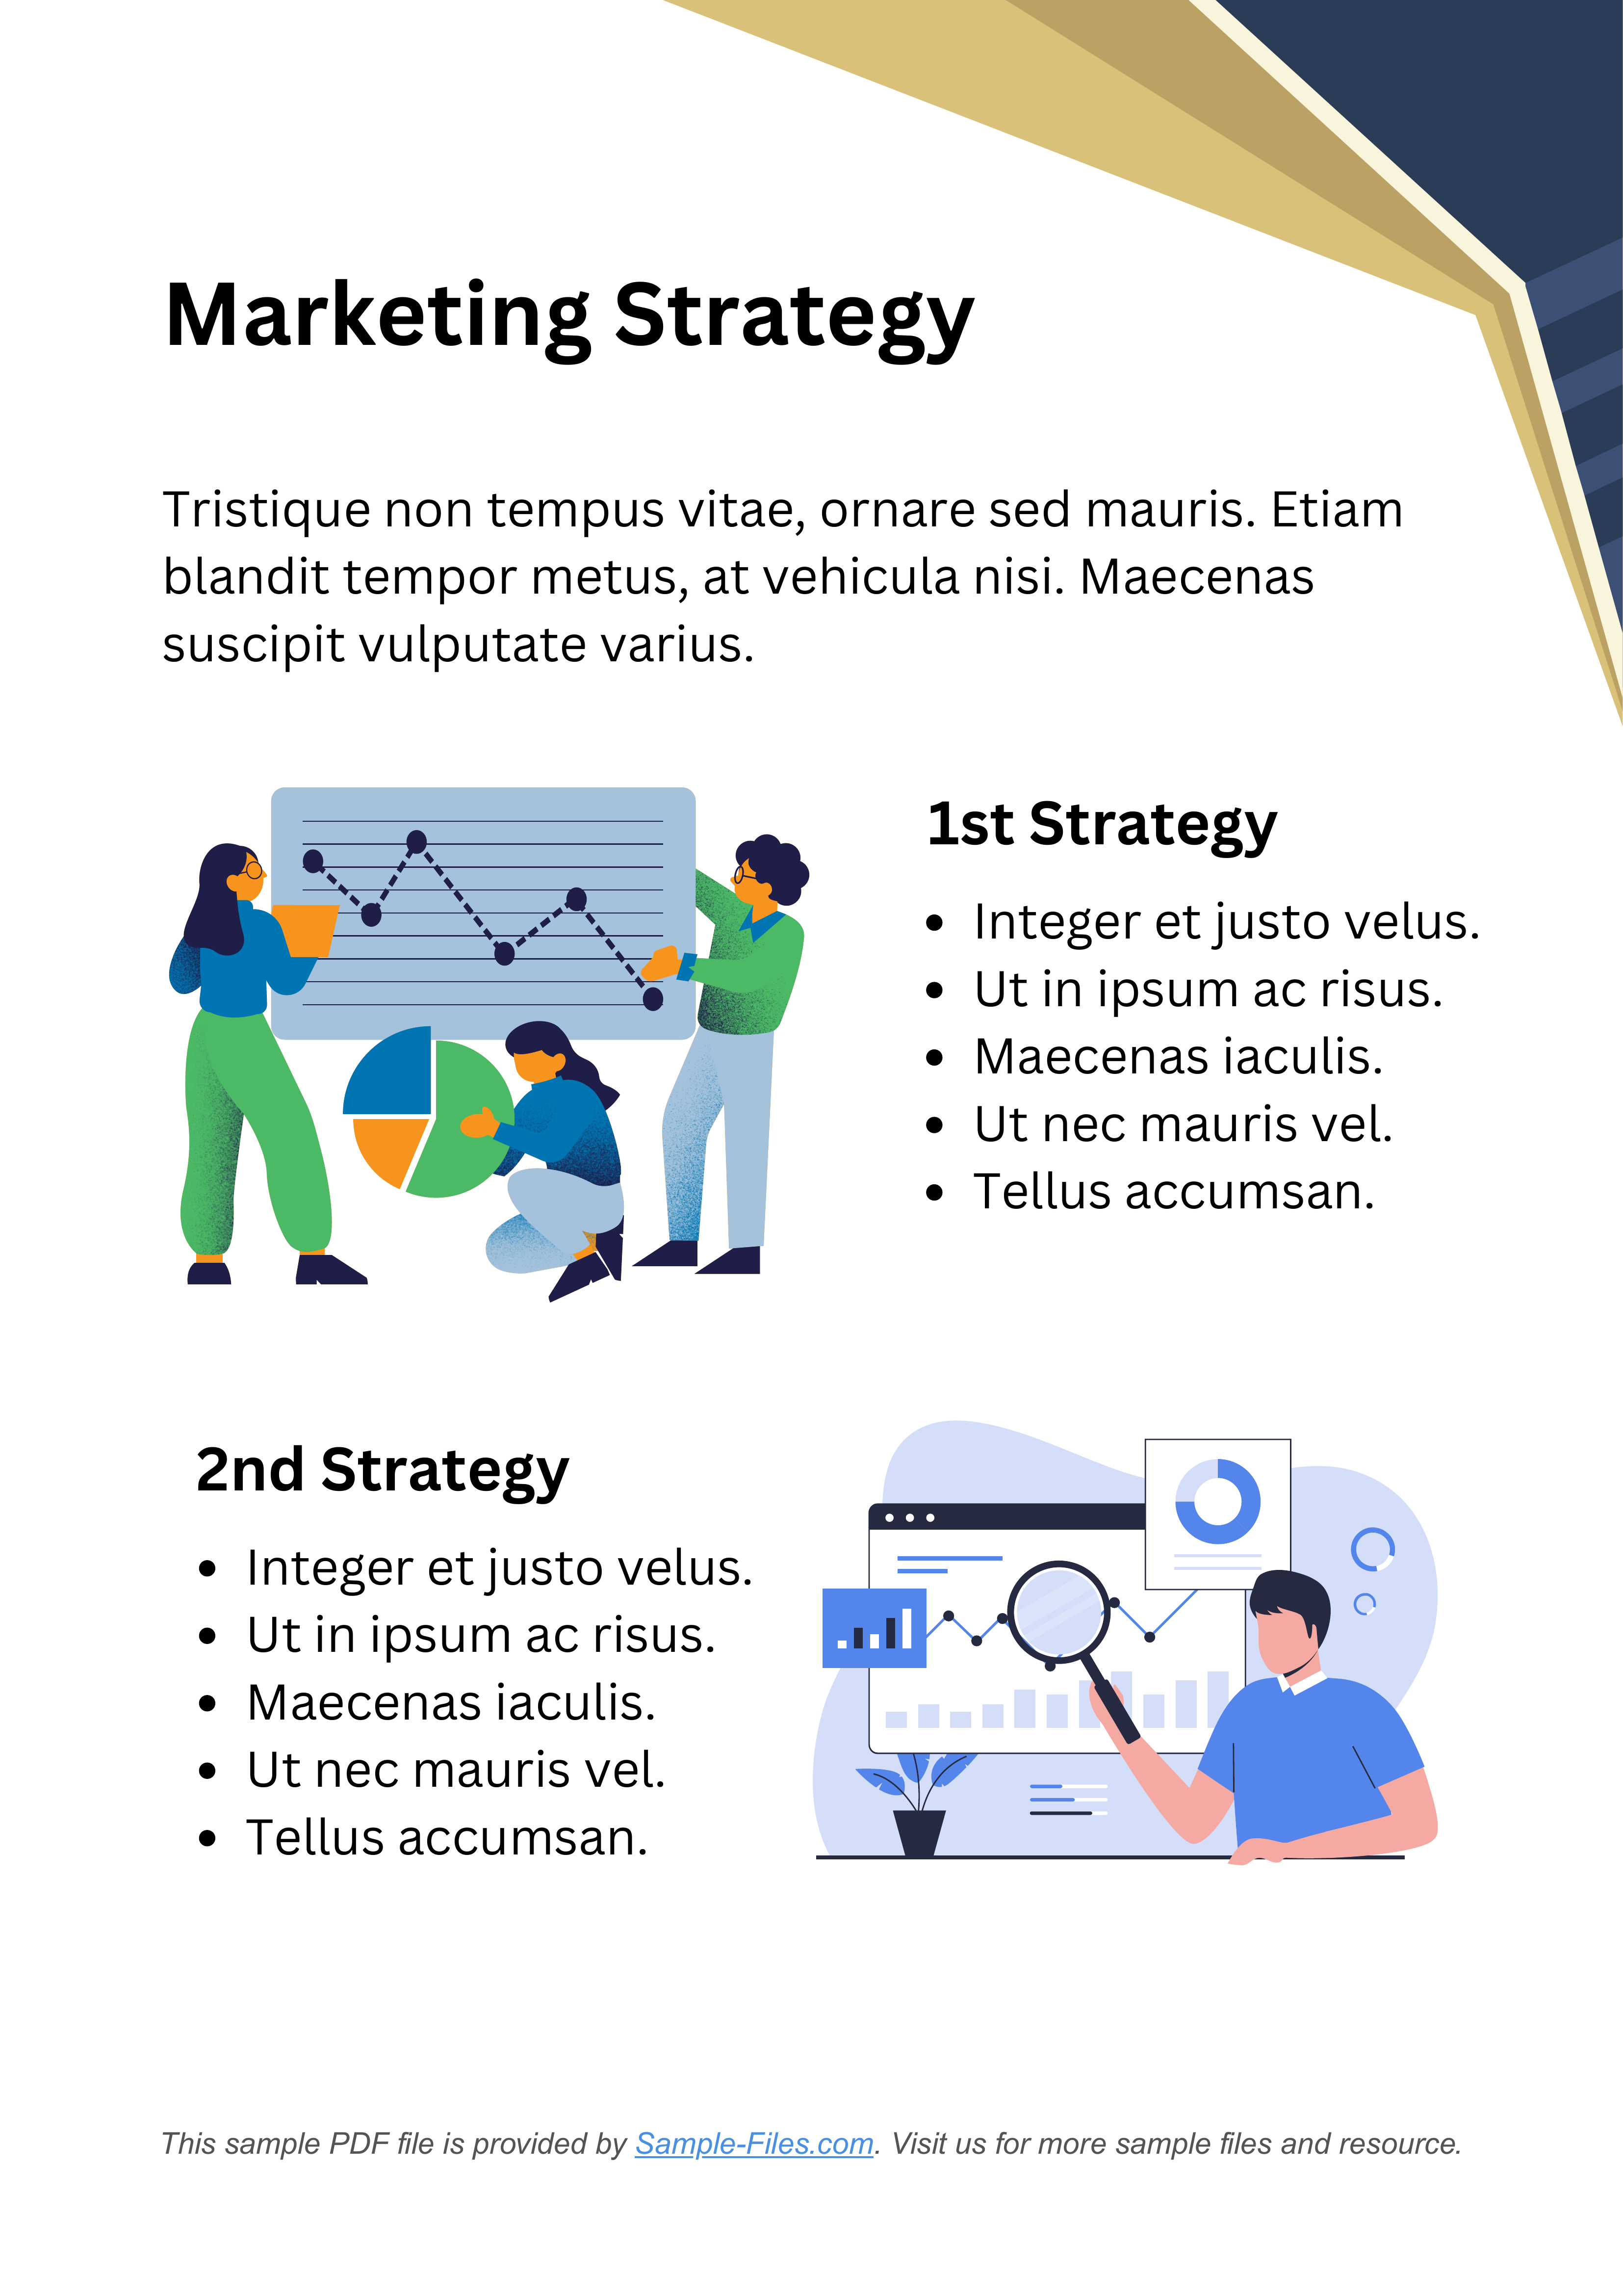 Marketing Strategy
Tristique non tempus vitae, ornare sed mauris. Etiam
blandit tempor metus, at vehicula nisi. Maecenas
suscipit vulputate varius.
1st Strategy
• Integer et justo velus.
• Ut in ipsum ac risus.
• Maecenas iaculis.
• Ut nec mauris vel.
• Tellus accumsan.
2nd Strategy
• Integer et justo velus.
• Ut in ipsum ac risus.
• Maecenas iaculis.
• Ut nec mauris vel.
• Tellus accumsan.
This sample PDF file is provided by Sample-Files.com. Visit us for more sample files and resource.